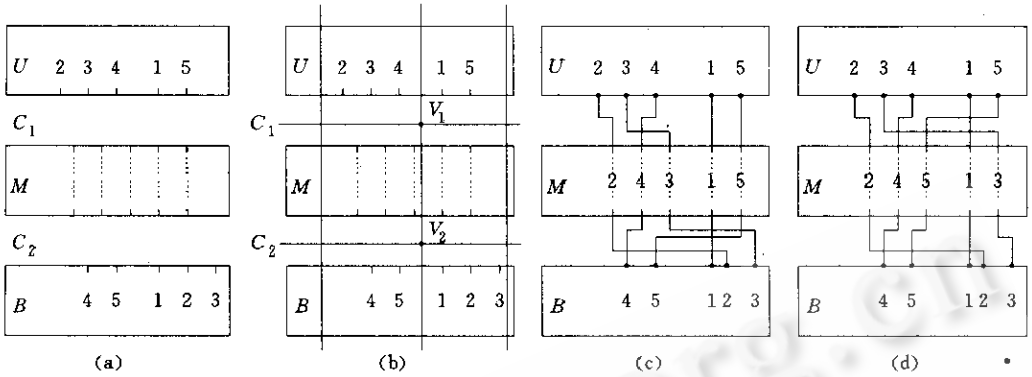 U 2 3 4 1 5
C₁
M
C₂
B 4 5 1 2 3
(a)
U 2 3 4 1 5
C₁ V₁
M
C₂ V₂
B 4 5 1 2 3
(b)
U 2 3 4 1 5
M 2 4 3 1 5
B 4 5 1 2 3
(c)
U 2 3 4 1 5
M 2 4 5 1 3
B 4 5 1 2 3
(d)